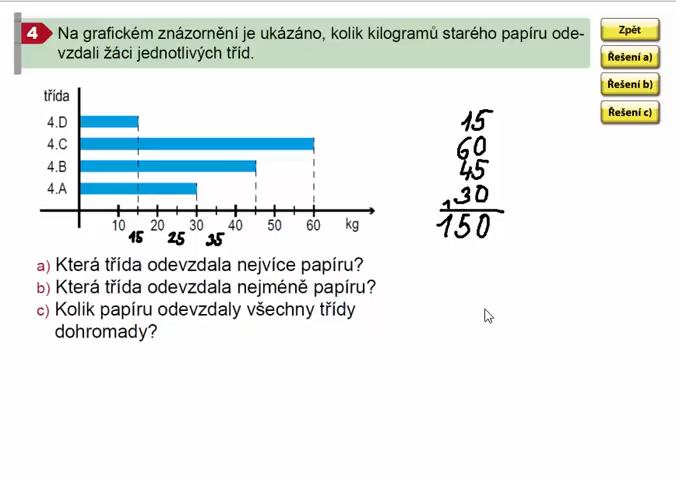 4 Na grafickém znázornění je ukázáno, kolik kilogramů starého papíru ode-
vzdali žáci jednotlivých tříd.
Zpět
Řešení a)
Řešení b)
Řešení c)
třída
4.D
4.C
4.B
4.A
10 20 30 40 50 60 kg
15 25 35
15
60
45
30
1
150
a) Která třída odevzdala nejvíce papíru?
b) Která třída odevzdala nejméně papíru?
c) Kolik papíru odevzdaly všechny třídy
dohromady?